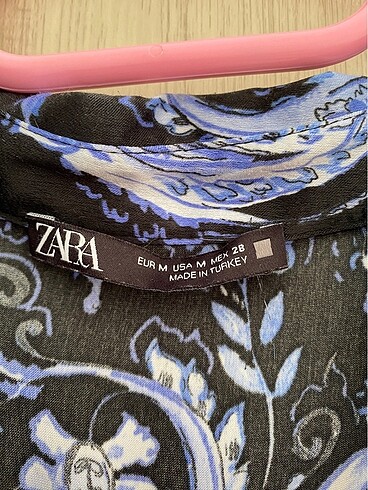 ZARA
EUR M USA M MEX 28
MADE IN TURKEY